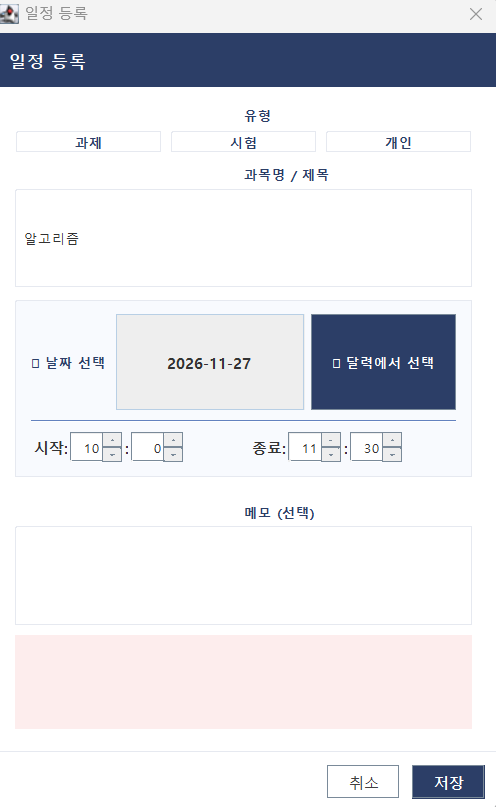 일정 등록
일정 등록
유형
과제 시험 개인
과목명 / 제목
알고리즘
날짜 선택 2026-11-27 달력에서 선택
시작: 10 : 0 종료: 11 : 30
메모 (선택)
취소 저장